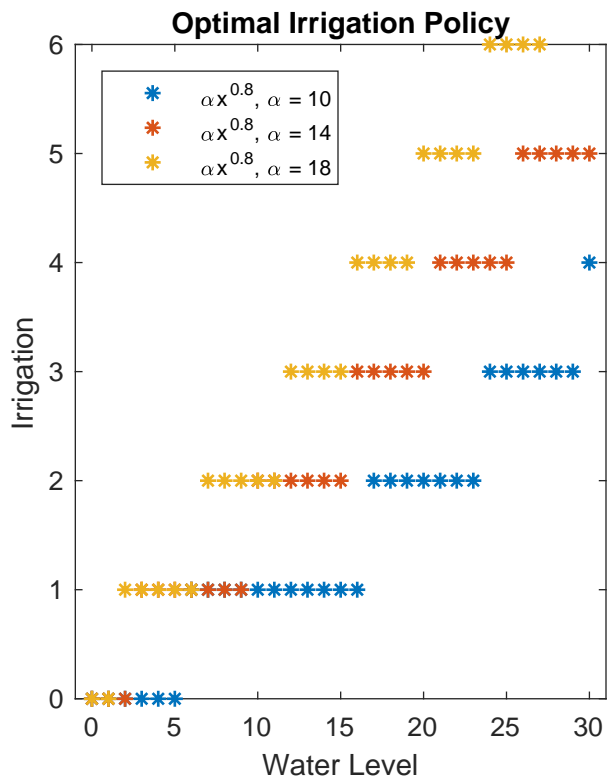 Optimal Irrigation Policy
αx^0.8, α = 10
αx^0.8, α = 14
αx^0.8, α = 18
Irrigation
6
5
4
3
2
1
0
0 5 10 15 20 25 30
Water Level